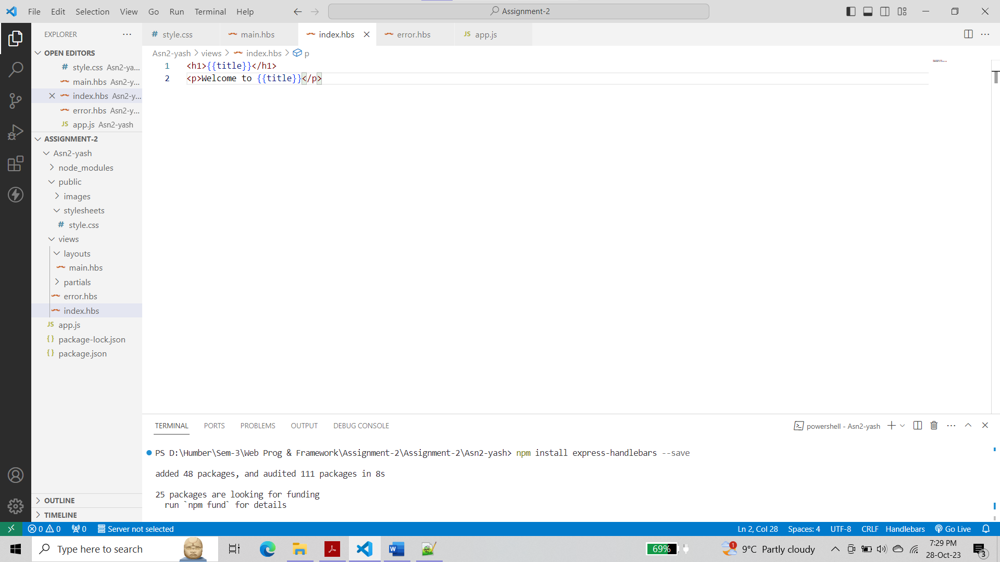 File Edit Selection View Go Run Terminal Help
Assignment-2
EXPLORER
style.css
main.hbs
index.hbs
error.hbs
JS app.js
OPEN EDITORS
# style.css Asn2-ya...
main.hbs Asn2-y...
index.hbs Asn2-y...
error.hbs Asn2-y...
JS app.js Asn2-yash
ASSIGNMENT-2
Asn2-yash
node_modules
public
images
stylesheets
# style.css
views
layouts
main.hbs
partials
error.hbs
index.hbs
JS app.js
{} package-lock.json
{} package.json
OUTLINE
TIMELINE
Asn2-yash > views > index.hbs > p
1 <h1>{{title}}</h1>
2 <p>Welcome to {{title}}</p>
TERMINAL PORTS PROBLEMS OUTPUT DEBUG CONSOLE
powershell - Asn2-yash
PS D:\Humber\Sem-3\Web Prog & Framework\Assignment-2\Assignment-2\Asn2-yash> npm install express-handlebars --save
added 48 packages, and audited 111 packages in 8s
25 packages are looking for funding
run `npm fund` for details
0 0 0 Server not selected
Ln 2, Col 28 Spaces: 4 UTF-8 CRLF Handlebars Go Live
Type here to search
69%
1
9°C Partly cloudy
7:29 PM
28-Oct-23
3